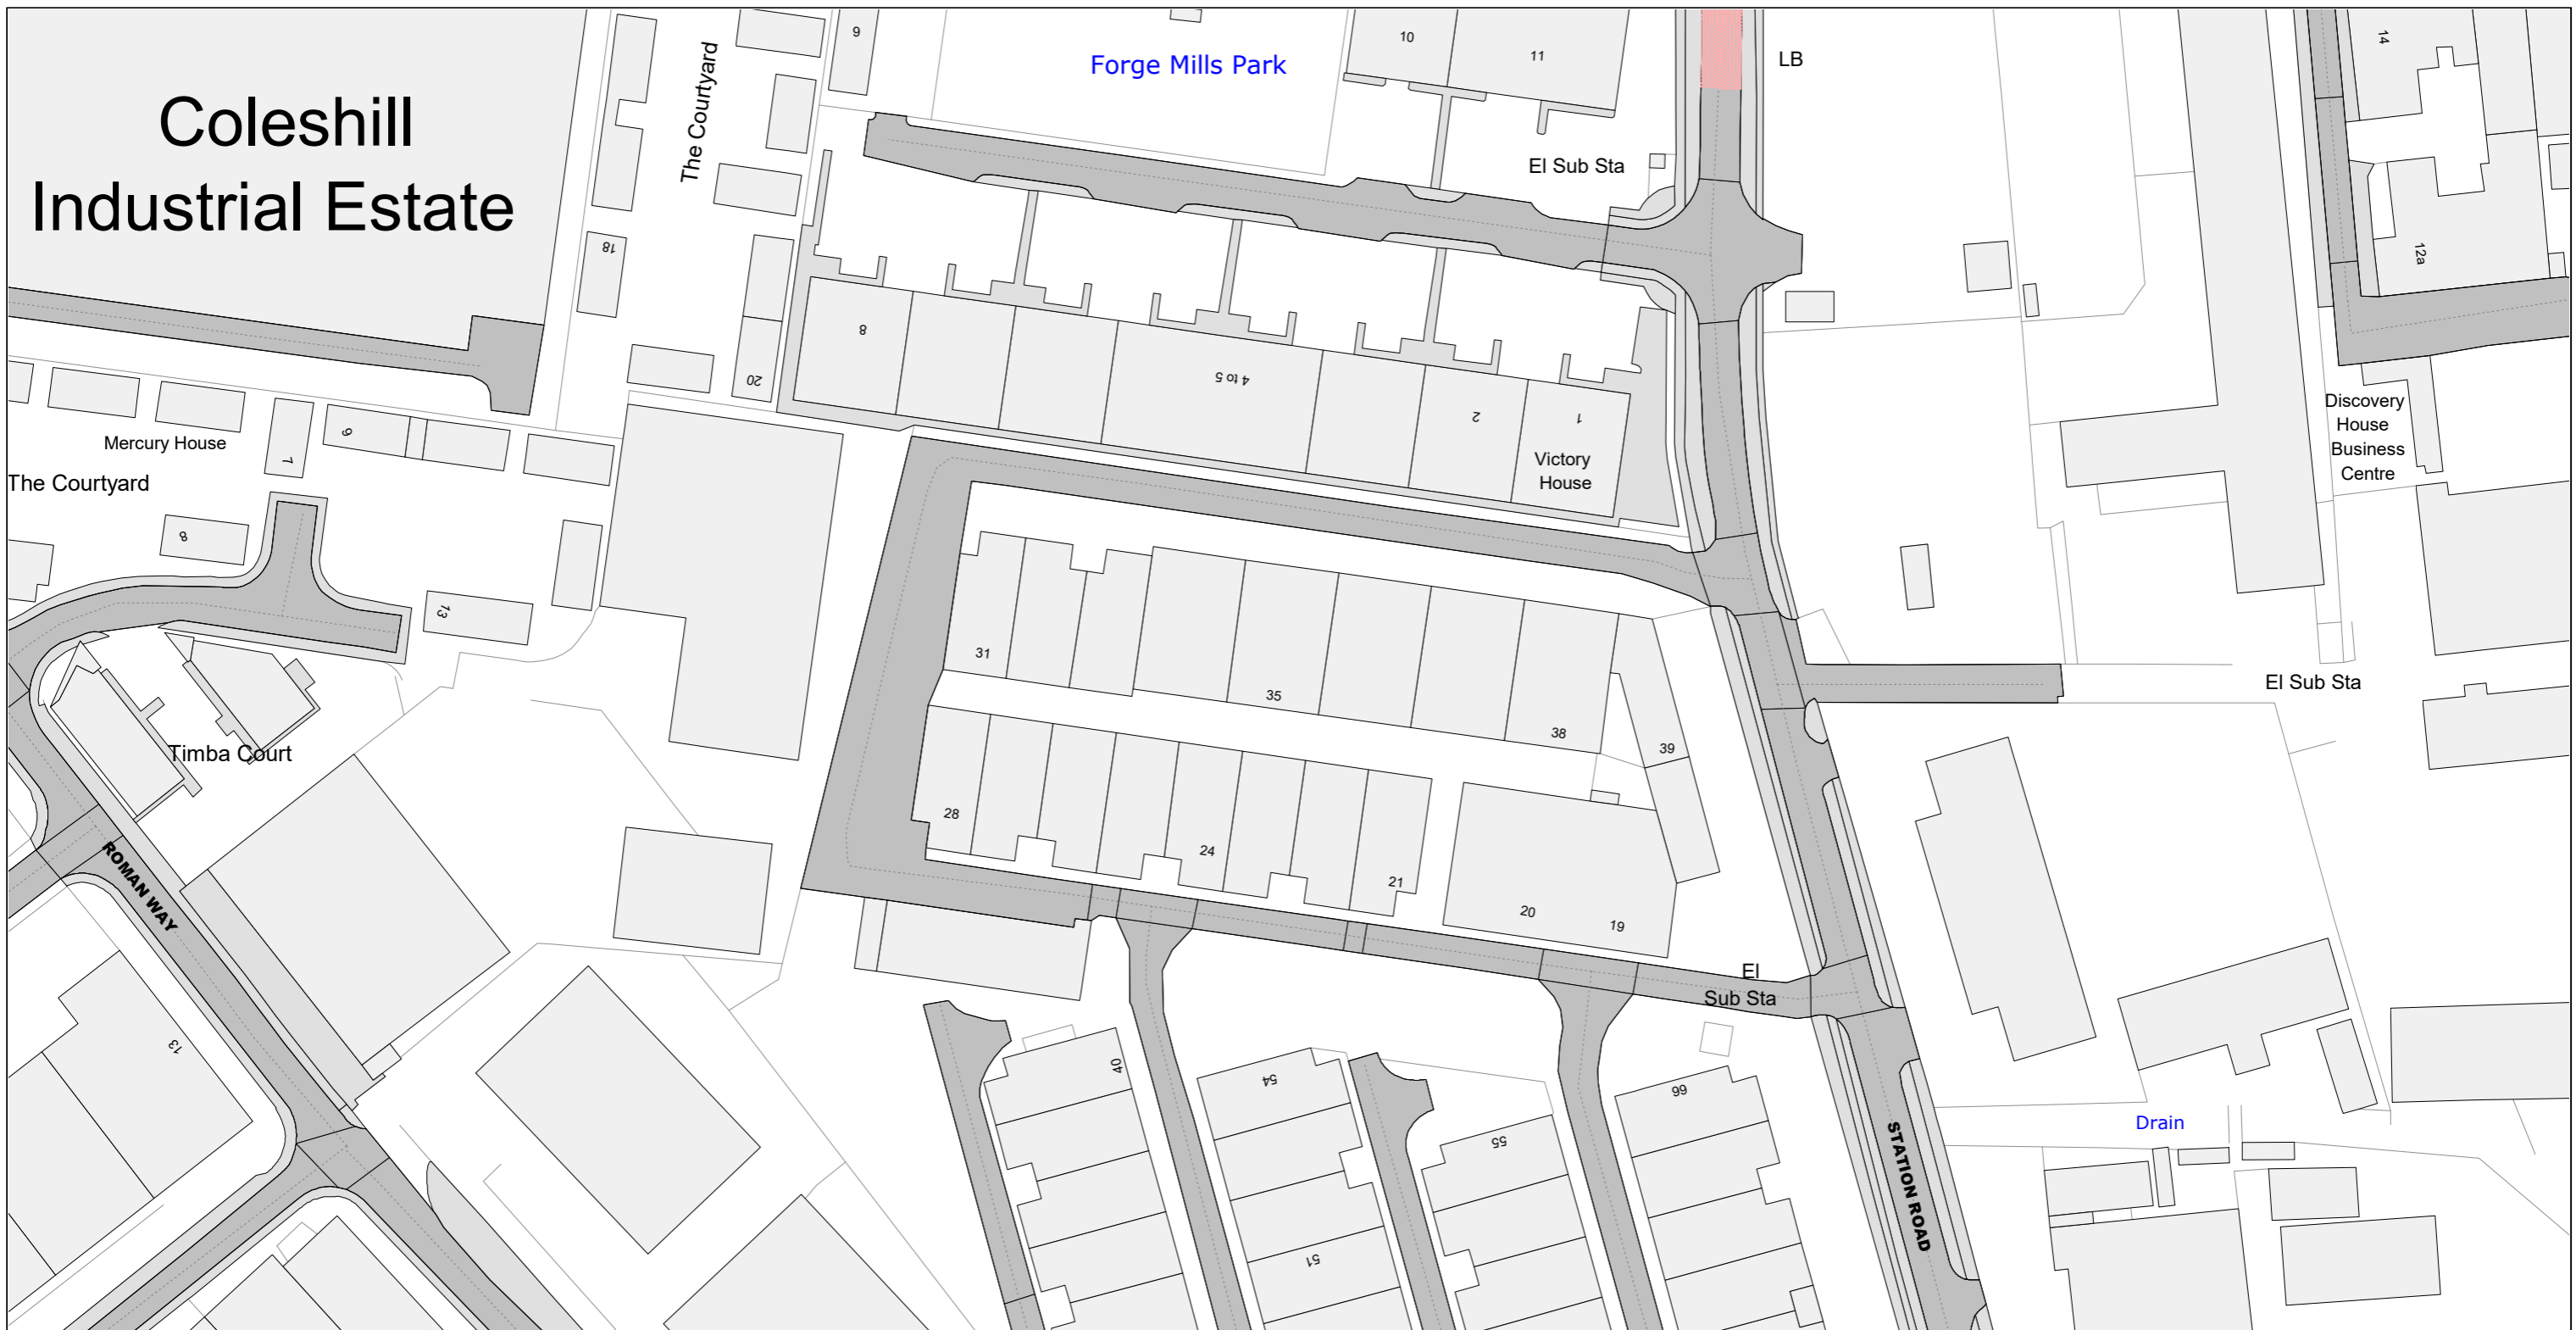 Coleshill
Industrial Estate
The Courtyard
9
Forge Mills Park
10
11
LB
El Sub Sta
14
12a
18
20
8
4 to 5
2
1
Victory
House
Mercury House
The Courtyard
7
9
8
13
Discovery
House
Business
Centre
31
35
38
39
El Sub Sta
Timba Court
28
24
21
20
19
ROMAN WAY
El
Sub Sta
13
40
54
55
66
51
STATION ROAD
Drain